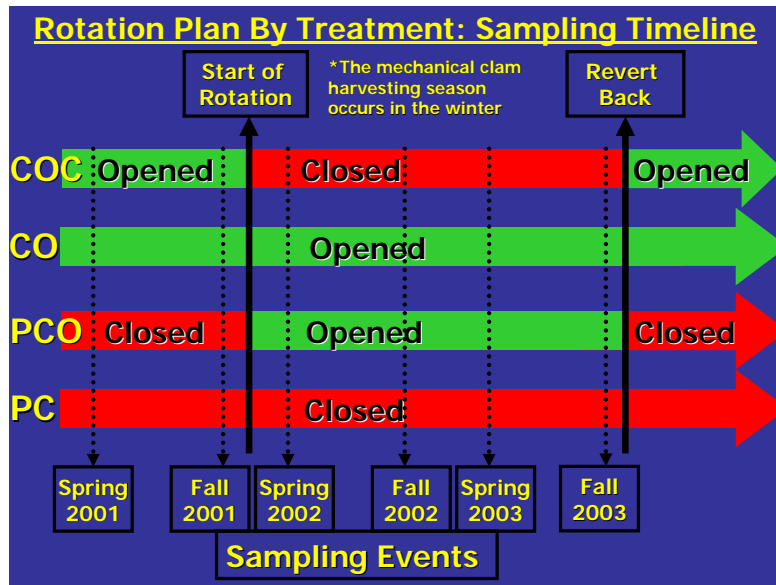 Rotation Plan By Treatment: Sampling Timeline
Start of
Rotation
*The mechanical clam
harvesting season
occurs in the winter
Revert
Back
COC Opened Closed Opened
CO Opened
PCO Closed Opened Closed
PC Closed
Spring
2001
Fall
2001
Spring
2002
Fall
2002
Spring
2003
Fall
2003
Sampling Events